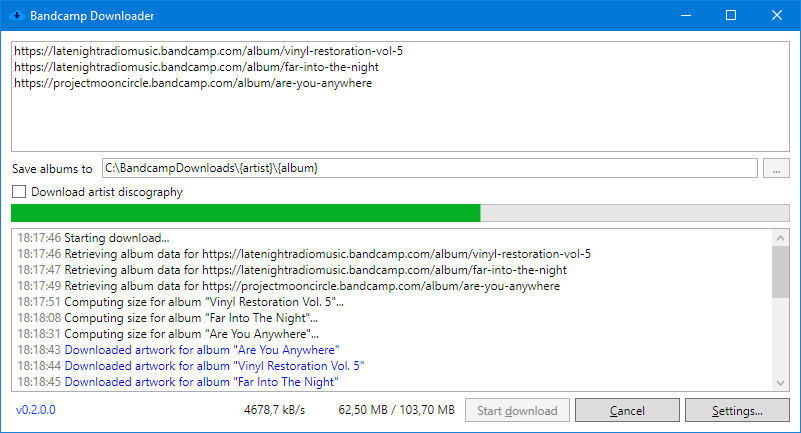 Bandcamp Downloader
https://latenightradiomusic.bandcamp.com/album/vinyl-restoration-vol-5
https://latenightradiomusic.bandcamp.com/album/far-into-the-night
https://projectmooncircle.bandcamp.com/album/are-you-anywhere
Save albums to C:\BandcampDownloads\{artist}\{album} ...
Download artist discography
18:17:46 Starting download...
18:17:46 Retrieving album data for https://latenightradiomusic.bandcamp.com/album/vinyl-restoration-vol-5
18:17:47 Retrieving album data for https://latenightradiomusic.bandcamp.com/album/far-into-the-night
18:17:49 Retrieving album data for https://projectmooncircle.bandcamp.com/album/are-you-anywhere
18:17:51 Computing size for album "Vinyl Restoration Vol. 5"...
18:18:08 Computing size for album "Far Into The Night"...
18:18:31 Computing size for album "Are You Anywhere"...
18:18:43 Downloaded artwork for album "Are You Anywhere"
18:18:44 Downloaded artwork for album "Vinyl Restoration Vol. 5"
18:18:45 Downloaded artwork for album "Far Into The Night"
v0.2.0.0 4678,7 kB/s 62,50 MB / 103,70 MB Start download Cancel Settings...